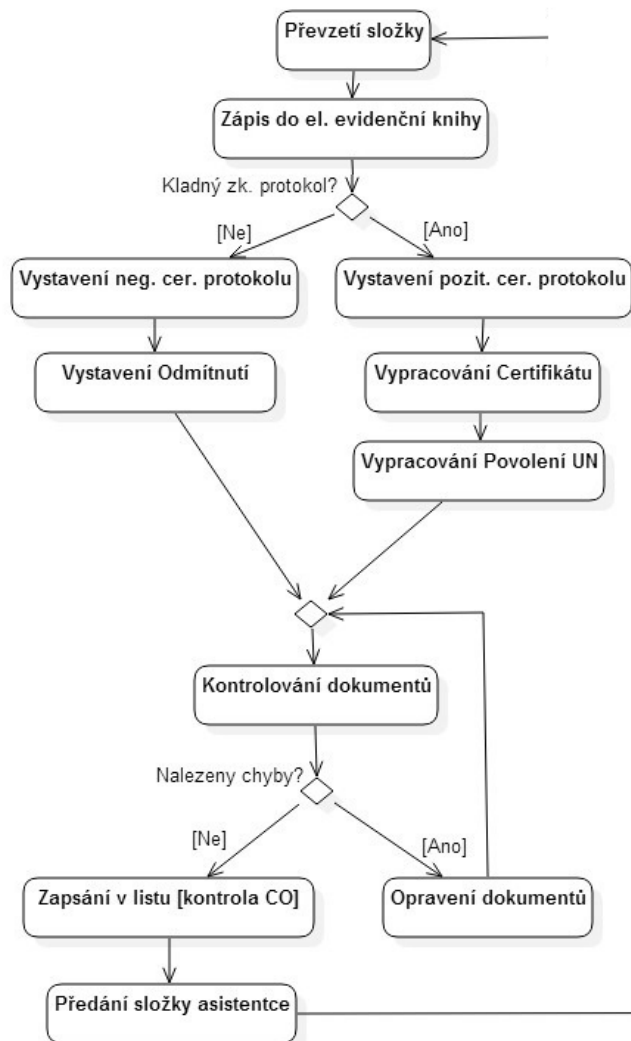 Převzetí složky
Zápis do el. evidenční knihy
Kladný zk. protokol?
[Ne]
[Ano]
Vystavení neg. cer. protokolu
Vystavení pozit. cer. protokolu
Vystavení Odmítnutí
Vypracování Certifikátu
Vypracování Povolení UN
Kontrolování dokumentů
Nalezeny chyby?
[Ne]
[Ano]
Zapsání v listu [kontrola CO]
Opravení dokumentů
Předání složky asistentce